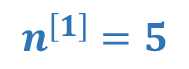 n[1] = 5